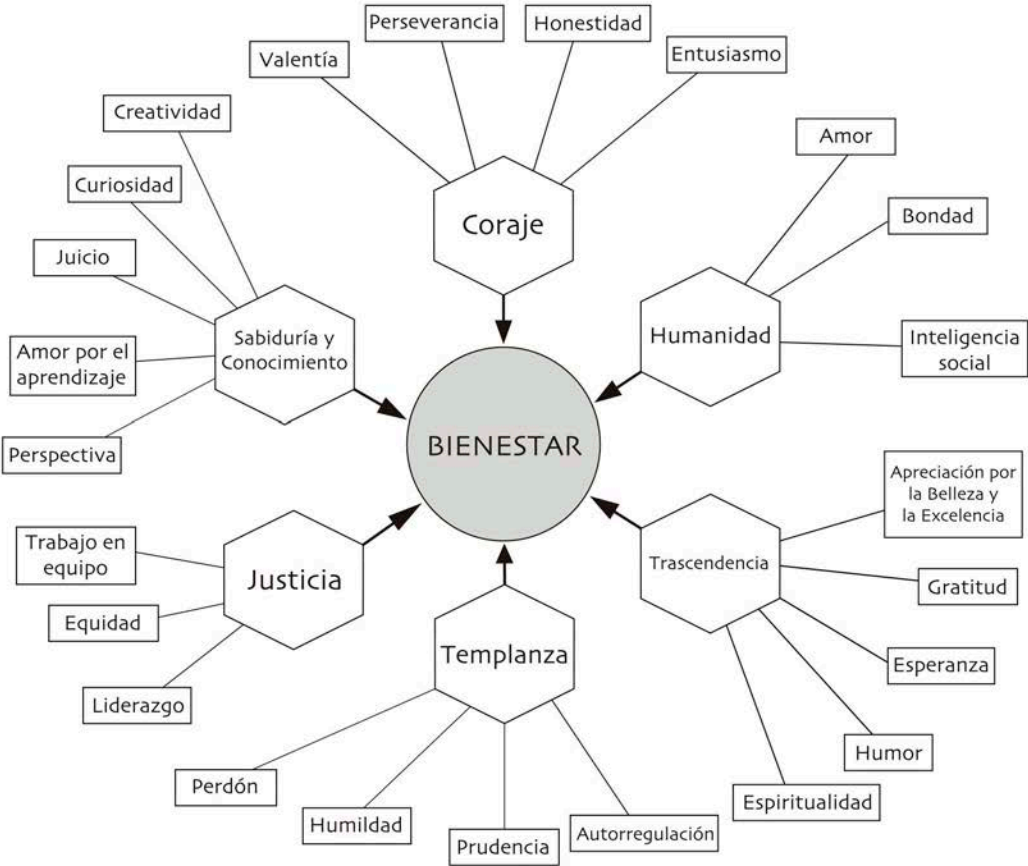 Perseverancia
Honestidad
Valentía
Entusiasmo
Creatividad
Amor
Curiosidad
Bondad
Coraje
Juicio
Sabiduría y
Conocimiento
Humanidad
Inteligencia
social
Amor por el
aprendizaje
Perspectiva
BIENESTAR
Apreciación por
la Belleza y
la Excelencia
Trabajo en
equipo
Justicia
Trascendencia
Gratitud
Equidad
Templanza
Esperanza
Liderazgo
Humor
Perdón
Espiritualidad
Humildad
Prudencia
Autorregulación